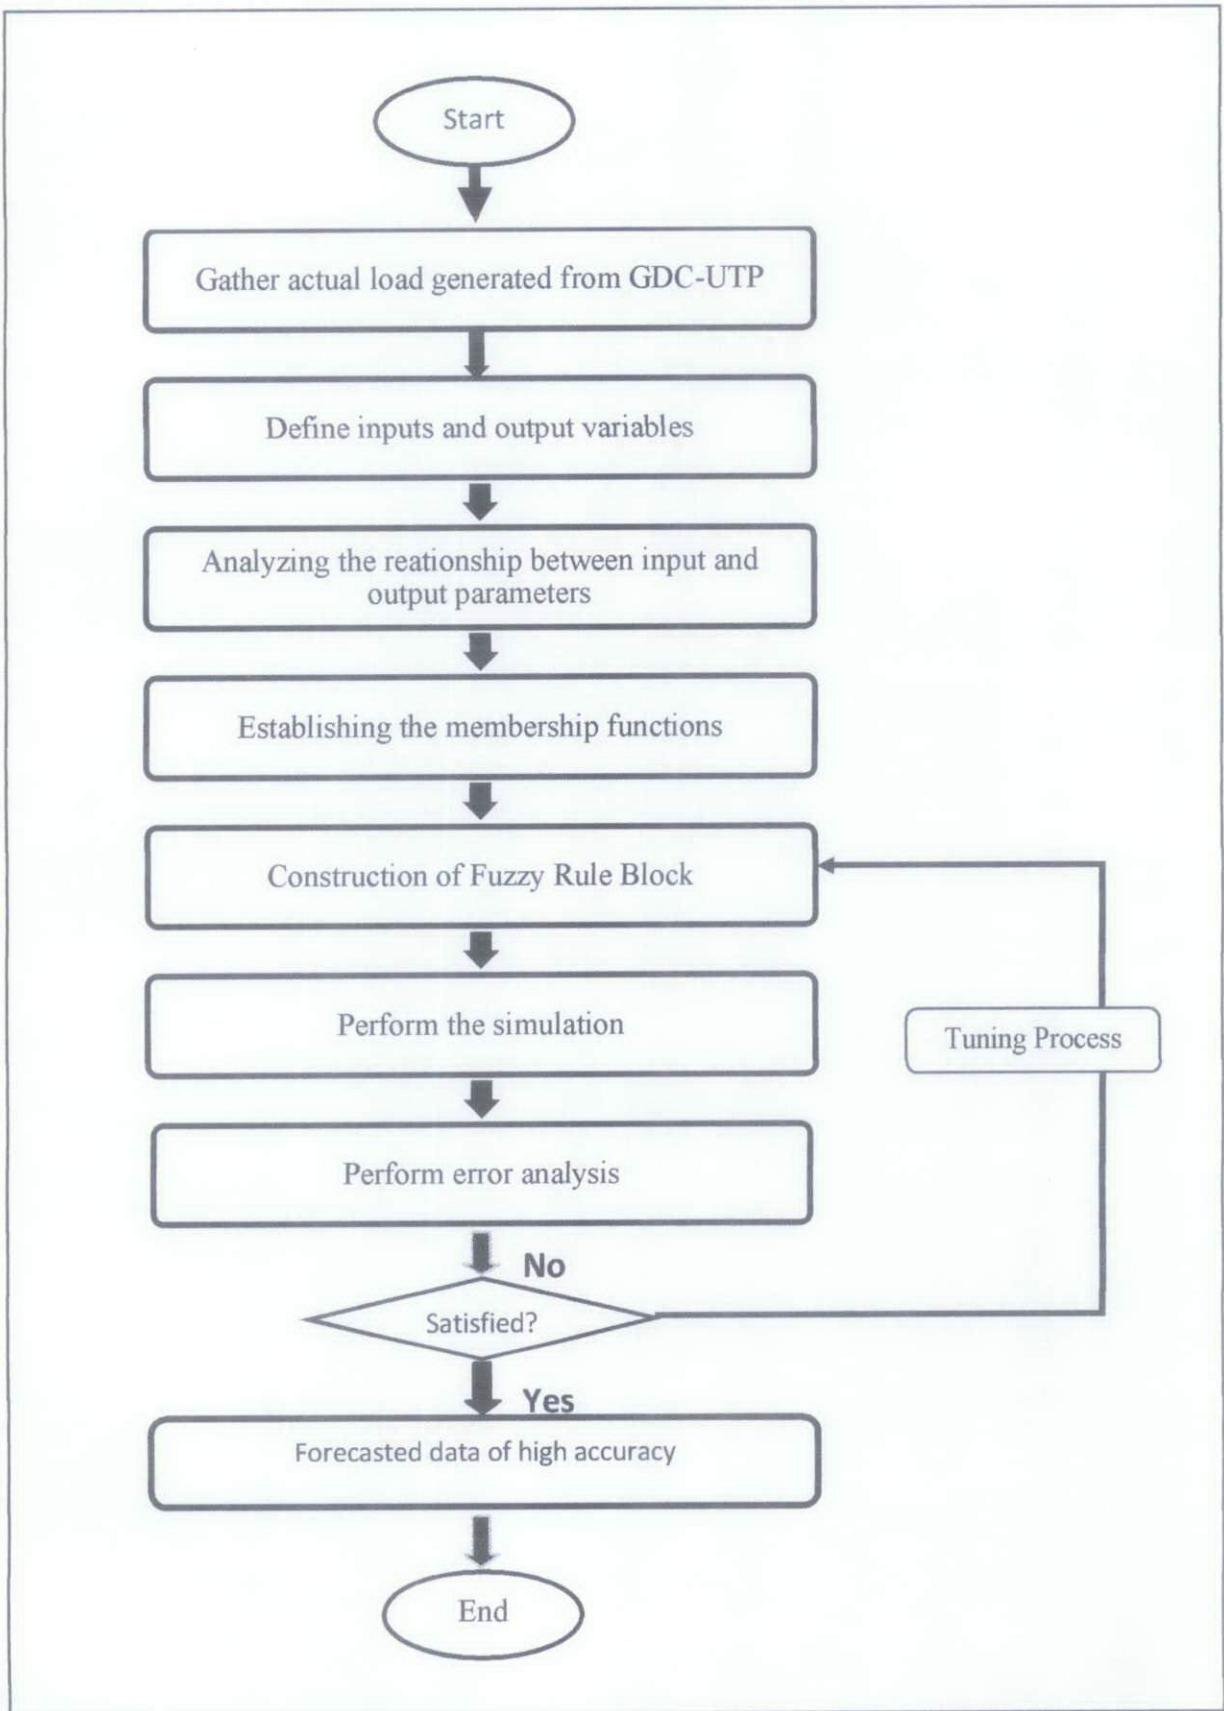 Start
Gather actual load generated from GDC-UTP
Define inputs and output variables
Analyzing the reationship between input and
output parameters
Establishing the membership functions
Construction of Fuzzy Rule Block
Perform the simulation
Tuning Process
Perform error analysis
No
Satisfied?
Yes
Forecasted data of high accuracy
End